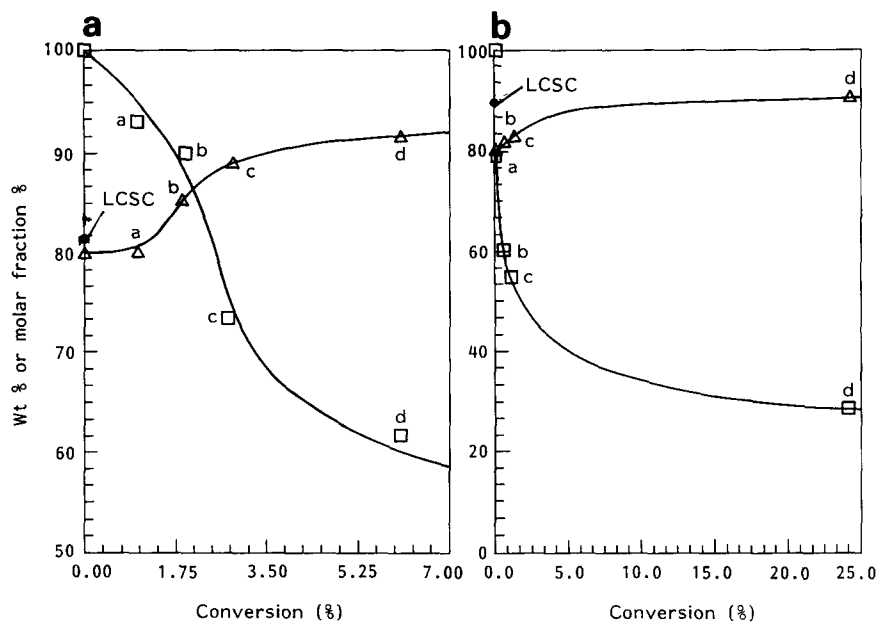 a
100
90
80
70
60
50
Wt % or molar fraction %
LCSC
a
b
c
d
a
b
c
d
0.00 1.75 3.50 5.25 7.00
Conversion (%)
b
100
80
60
40
20
0
LCSC
b
c
a
d
b
c
d
0.0 5.0 10.0 15.0 20.0 25.0
Conversion (%)